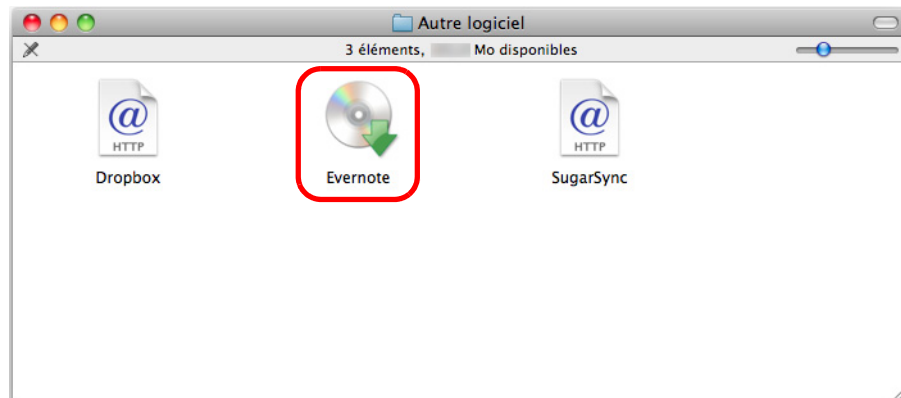 Autre logiciel
3 éléments, Mo disponibles
@ @
HTTP HTTP
Dropbox Evernote SugarSync